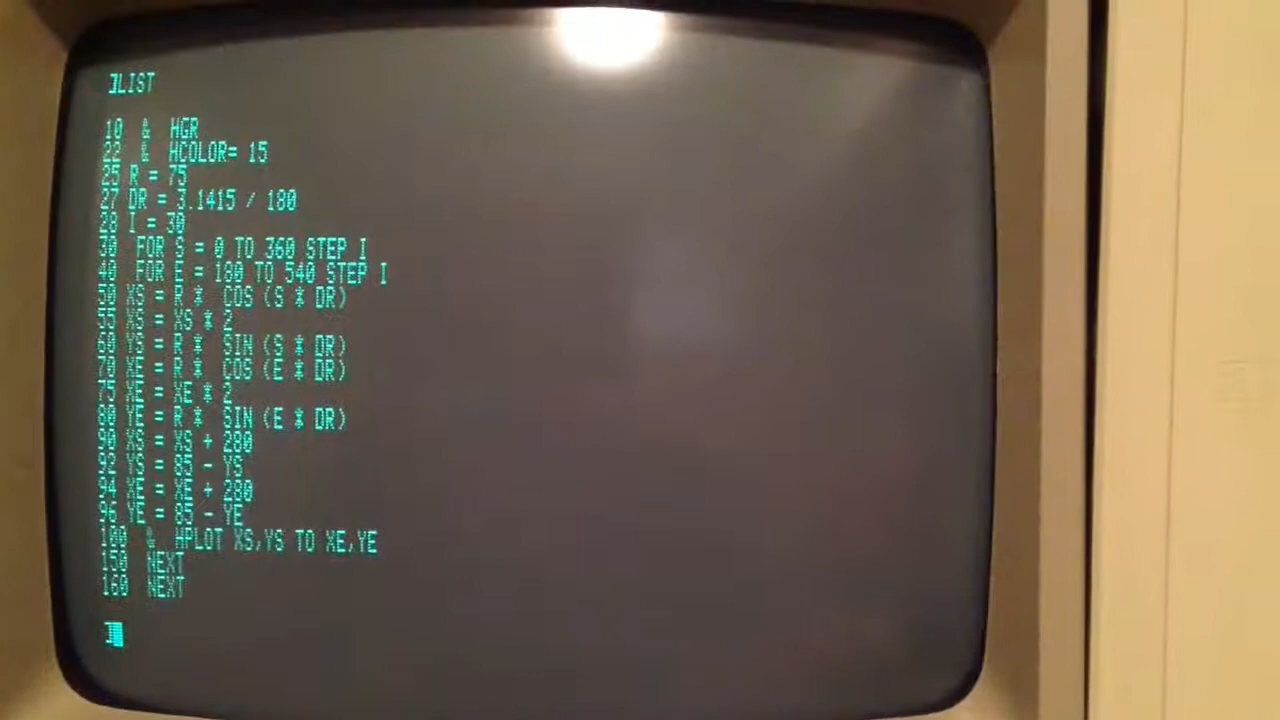 ]LIST
10  &  HGR
22  &  HCOLOR= 15
25 R = 75
27 DR = 3.1415 / 180
28 I = 30
30  FOR S = 0 TO 360 STEP I
40  FOR E = 180 TO 540 STEP I
50 XS = R *  COS (S * DR)
55 XS = XS * 2
60 YS = R *  SIN (S * DR)
70 XE = R *  COS (E * DR)
75 XE = XE * 2
80 YE = R *  SIN (E * DR)
90 XS = XS + 280
92 YS = 85 - YS
94 XE = XE + 280
96 YE = 85 - YE
100  &  HPLOT XS,YS TO XE,YE
150  NEXT
160  NEXT
]